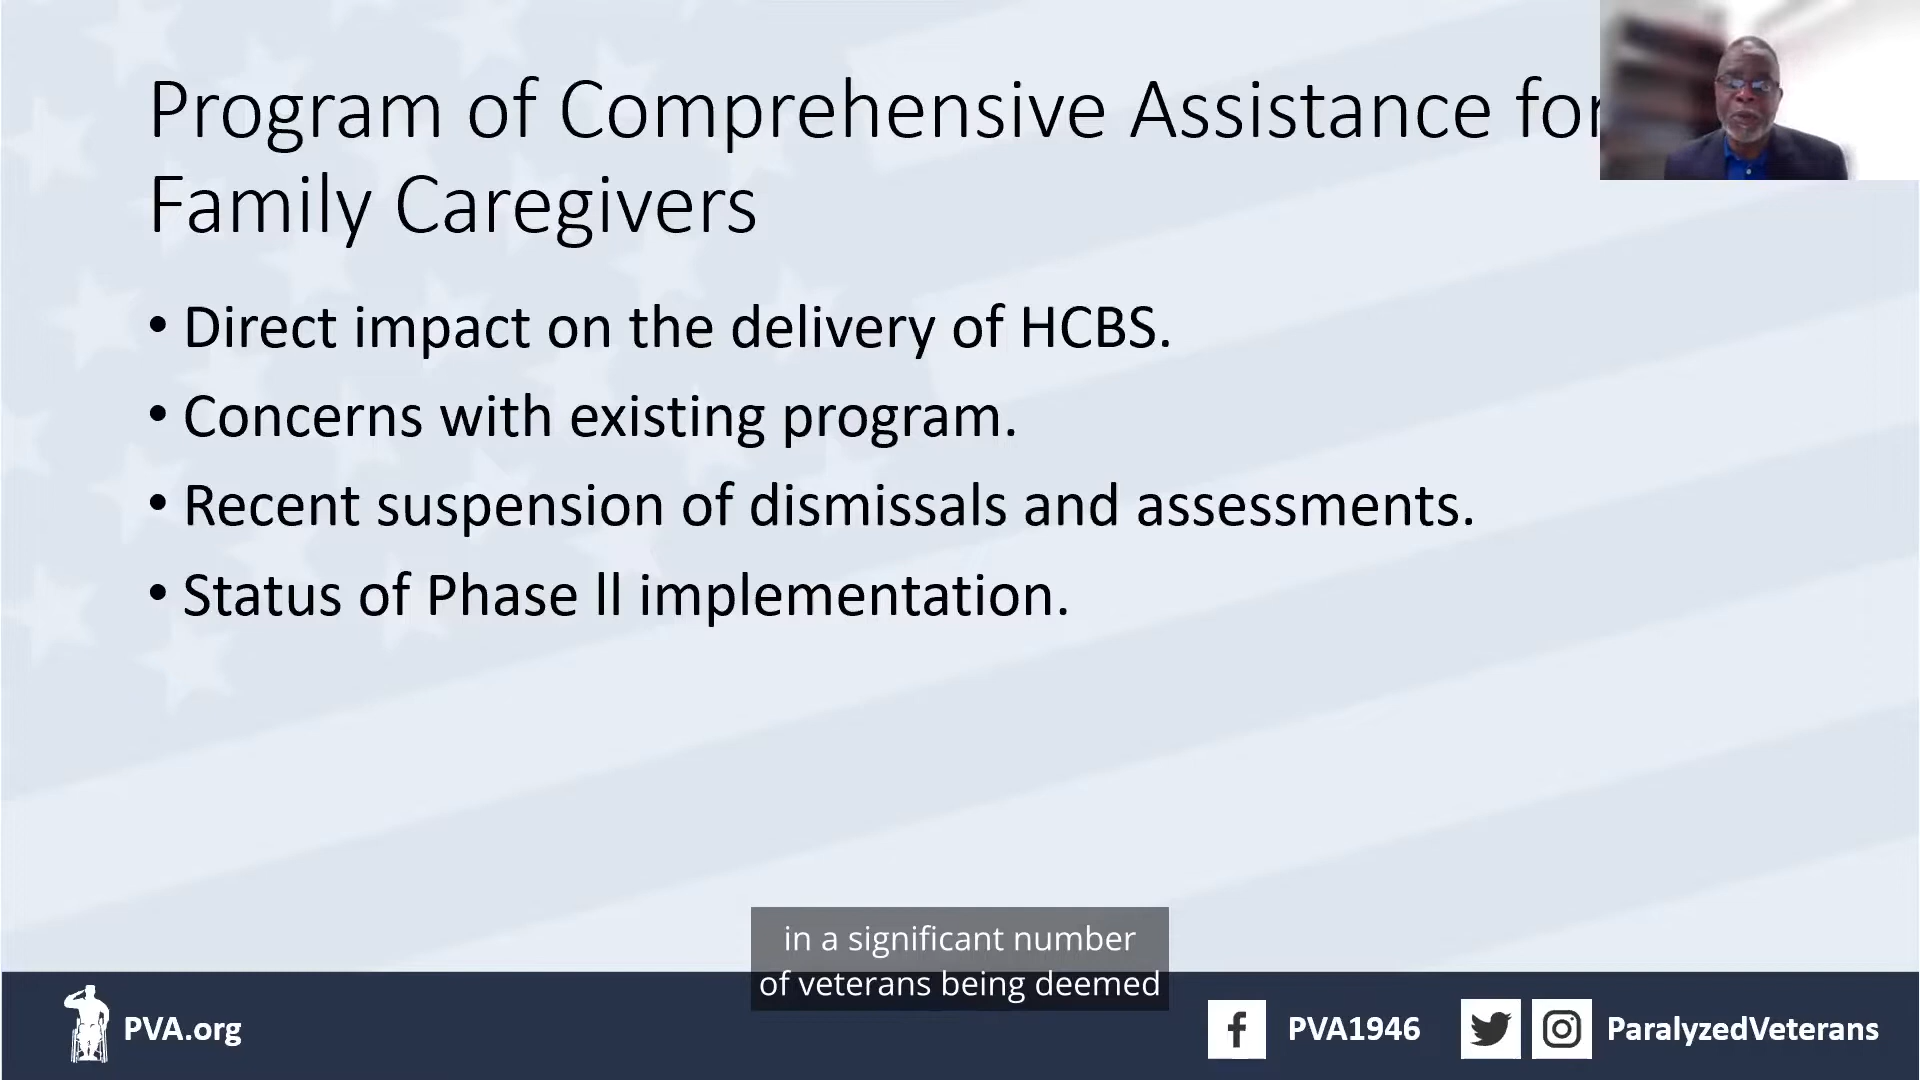 Program of Comprehensive Assistance for
Family Caregivers
• Direct impact on the delivery of HCBS.
• Concerns with existing program.
• Recent suspension of dismissals and assessments.
• Status of Phase ll implementation.
in a significant number
of veterans being deemed
PVA.org
PVA1946
ParalyzedVeterans